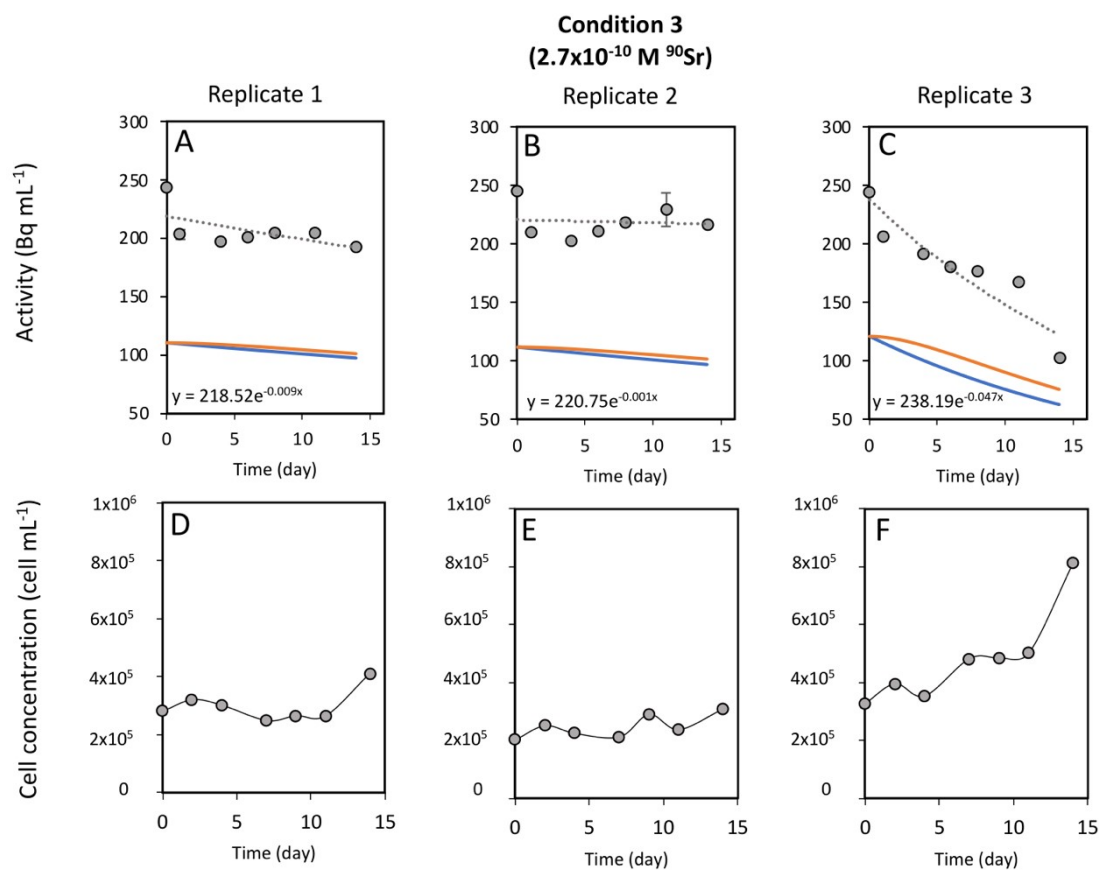 Condition 3
(2.7x10⁻¹⁰ M ⁹⁰Sr)
Replicate 1
Replicate 2
Replicate 3
Activity (Bq mL⁻¹)
A
300
250
200
150
100
50
y = 218.52e⁻⁰·⁰⁰⁹ˣ
0 5 10 15
Time (day)
B
300
250
200
150
100
50
y = 220.75e⁻⁰·⁰⁰¹ˣ
0 5 10 15
Time (day)
C
300
250
200
150
100
50
y = 238.19e⁻⁰·⁰⁴⁷ˣ
0 5 10 15
Time (day)
Cell concentration (cell mL⁻¹)
D
1x10⁶
8x10⁵
6x10⁵
4x10⁵
2x10⁵
0
0 5 10 15
Time (day)
E
1x10⁶
8x10⁵
6x10⁵
4x10⁵
2x10⁵
0
0 5 10 15
Time (day)
F
1x10⁶
8x10⁵
6x10⁵
4x10⁵
2x10⁵
0
0 5 10 15
Time (day)